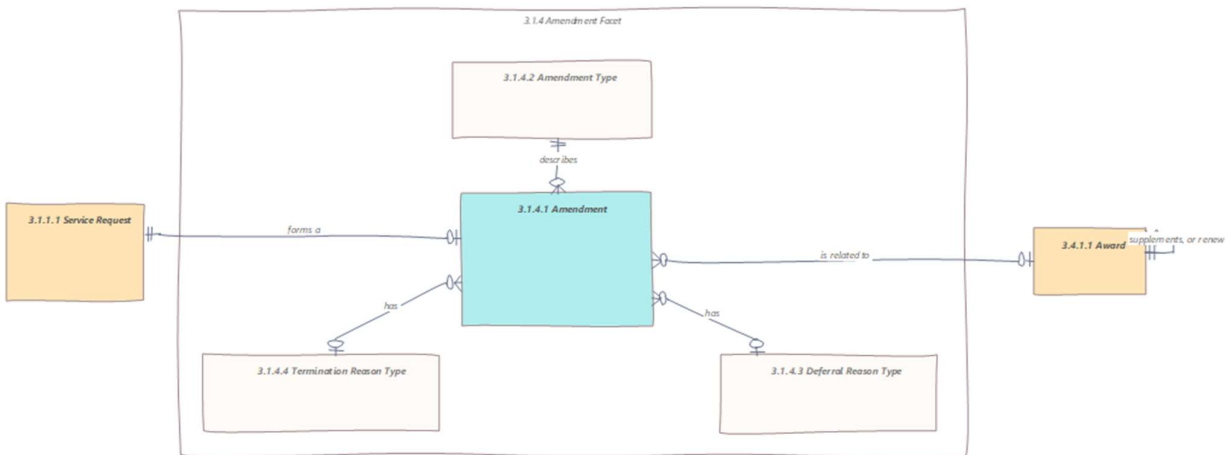 3.1.4 Amendment Facet
3.1.4.2 Amendment Type
describes
3.1.1.1 Service Request
forms a
3.1.4.1 Amendment
is related to
3.4.1.1 Award
supplements, or renew
has
has
3.1.4.4 Termination Reason Type
3.1.4.3 Deferral Reason Type